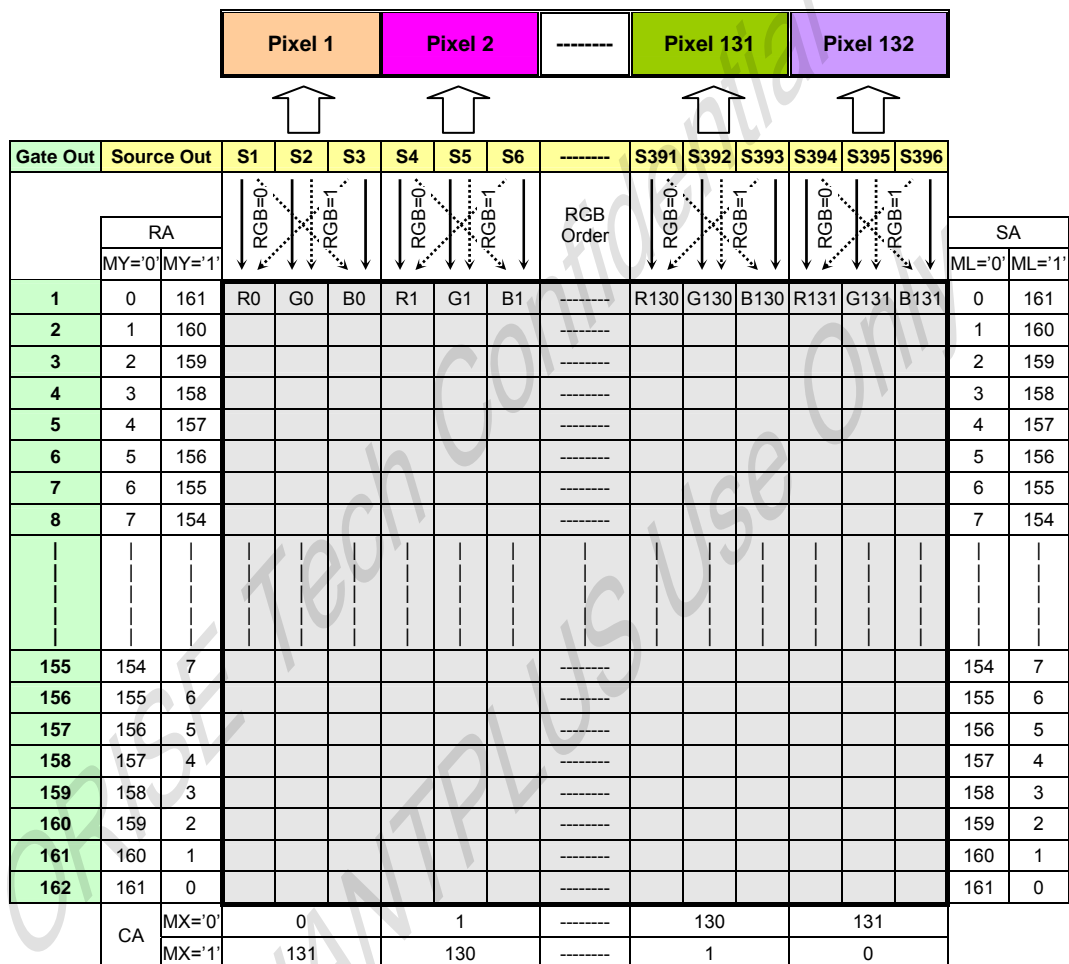 Pixel 1 Pixel 2 -------- Pixel 131 Pixel 132
Gate Out Source Out S1 S2 S3 S4 S5 S6 -------- S391 S392 S393 S394 S395 S396
RGB=0 RGB=1 RGB=0 RGB=1 RGB Order RGB=0 RGB=1 RGB=0 RGB=1
RA SA
MY='0' MY='1' ML='0' ML='1'
1 0 161 R0 G0 B0 R1 G1 B1 -------- R130 G130 B130 R131 G131 B131 0 161
2 1 160 -------- 1 160
3 2 159 -------- 2 159
4 3 158 -------- 3 158
5 4 157 -------- 4 157
6 5 156 -------- 5 156
7 6 155 -------- 6 155
8 7 154 -------- 7 154
155 154 7 -------- 154 7
156 155 6 -------- 155 6
157 156 5 -------- 156 5
158 157 4 -------- 157 4
159 158 3 -------- 158 3
160 159 2 -------- 159 2
161 160 1 -------- 160 1
162 161 0 -------- 161 0
CA MX='0' 0 1 -------- 130 131
MX='1' 131 130 -------- 1 0
ORISE Tech Confidential
Use Only